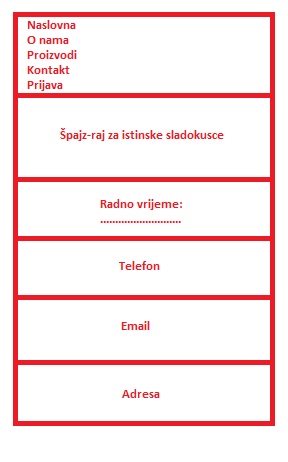 Naslovna
O nama
Proizvodi
Kontakt
Prijava
Špajz-raj za istinske sladokusce
Radno vrijeme:
...........................
Telefon
Email
Adresa